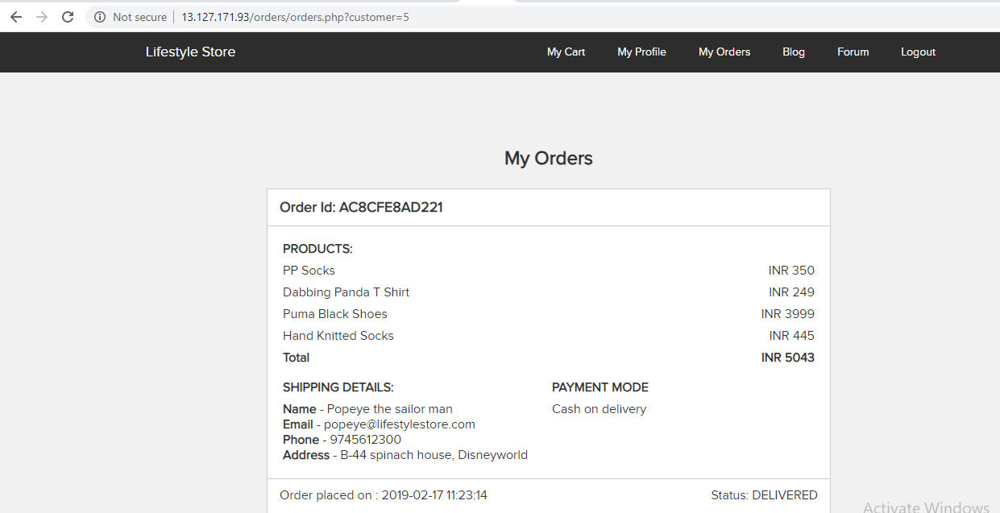 Not secure 13.127.171.93/orders/orders.php?customer=5
Lifestyle Store My Cart My Profile My Orders Blog Forum Logout
My Orders
Order Id: AC8CFE8AD221
PRODUCTS:
PP Socks INR 350
Dabbing Panda T Shirt INR 249
Puma Black Shoes INR 3999
Hand Knitted Socks INR 445
Total INR 5043
SHIPPING DETAILS: PAYMENT MODE
Name - Popeye the sailor man Cash on delivery
Email - popeye@lifestylestore.com
Phone - 9745612300
Address - B-44 spinach house, Disneyworld
Order placed on : 2019-02-17 11:23:14 Status: DELIVERED
Activate Windows